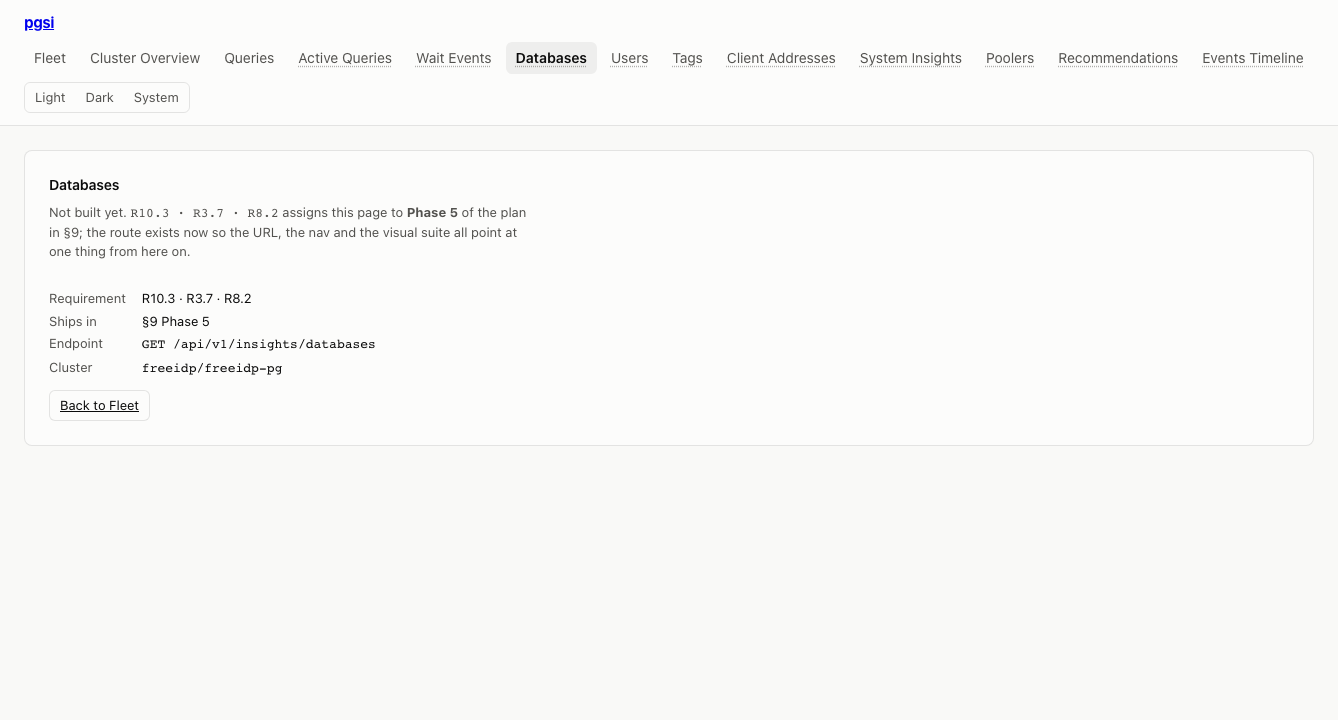 pgsi
Fleet Cluster Overview Queries Active Queries Wait Events Databases Users Tags Client Addresses System Insights Poolers Recommendations Events Timeline
Light Dark System
Databases
Not built yet. R10.3 · R3.7 · R8.2 assigns this page to Phase 5 of the plan
in §9; the route exists now so the URL, the nav and the visual suite all point at
one thing from here on.
Requirement R10.3 · R3.7 · R8.2
Ships in §9 Phase 5
Endpoint GET /api/v1/insights/databases
Cluster freeidp/freeidp-pg
Back to Fleet